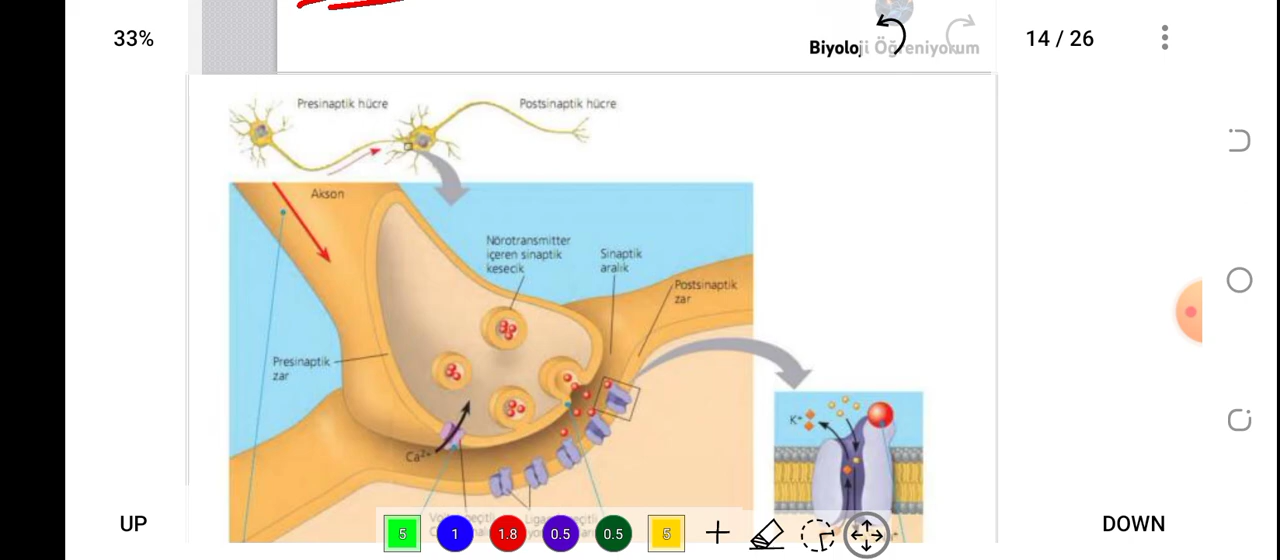 33%
Biyoloji Öğreniyorum
14 / 26
Presinaptik hücre
Postsinaptik hücre
Akson
Nörotransmitter
içeren sinaptik
kesecik
Sinaptik
aralık
Postsinaptik
zar
Presinaptik
zar
K+
Ca2+
UP
5
1
1.8
0.5
0.5
5
DOWN